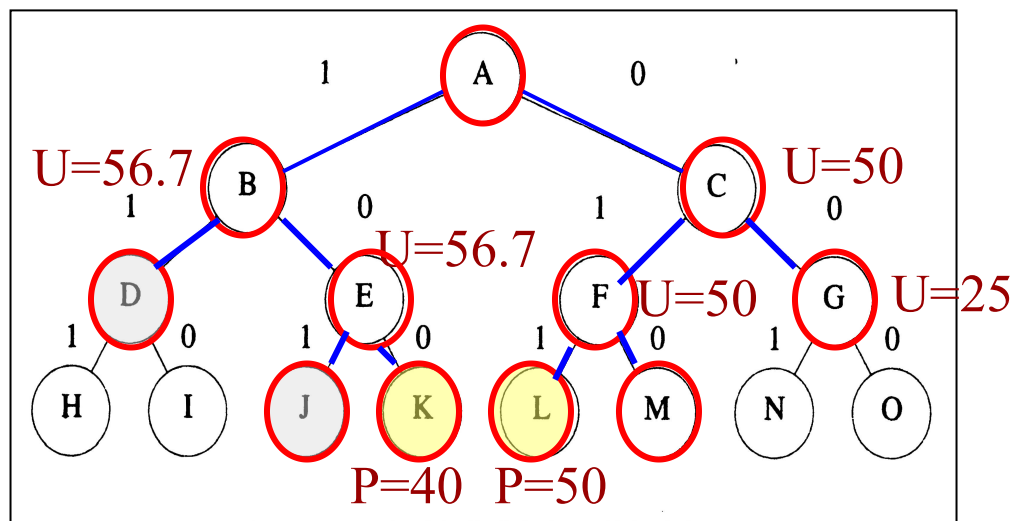 A
1 0
U=56.7 B C U=50
1 0 1 0
U=56.7
D E F U=50 G U=25
1 0 1 0 1 0 1 0
H I J K L M N O
P=40 P=50